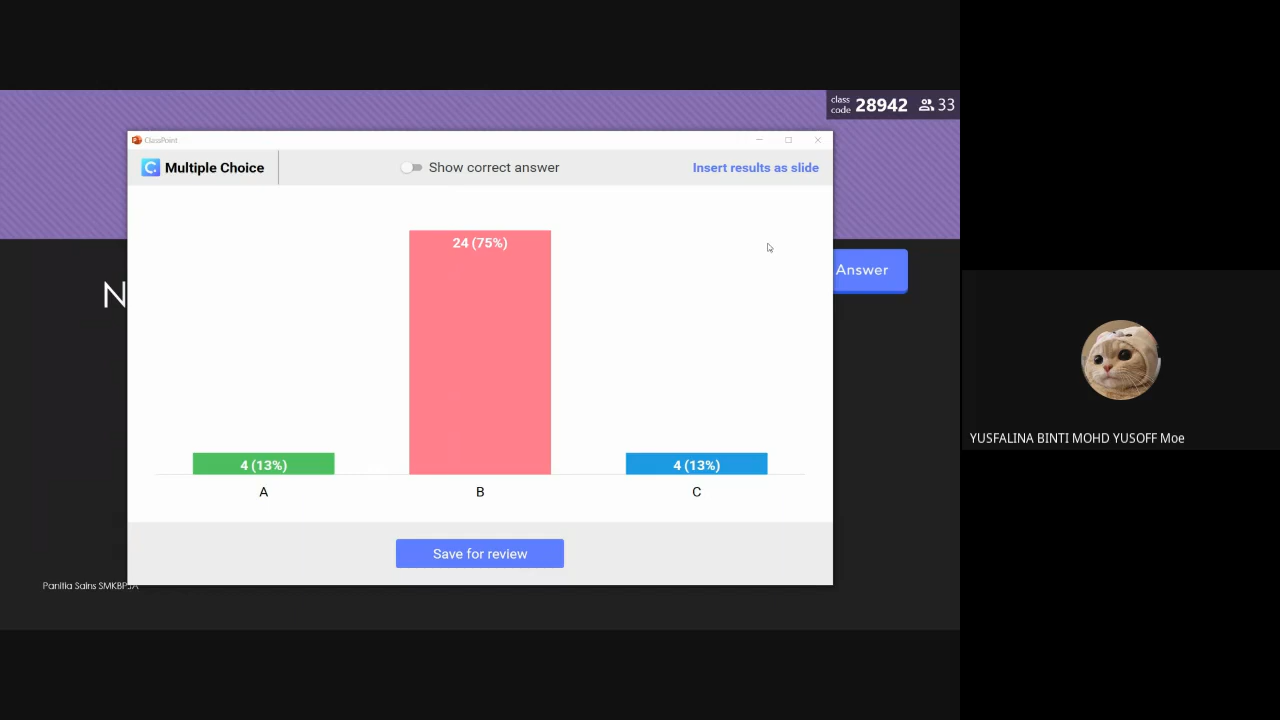 class code 28942 33
ClassPoint
Multiple Choice
Show correct answer
Insert results as slide
24 (75%)
Answer
N
4 (13%)
4 (13%)
A
B
C
YUSFALINA BINTI MOHD YUSOFF Moe
Save for review
Panitia Sains SMKBPJA